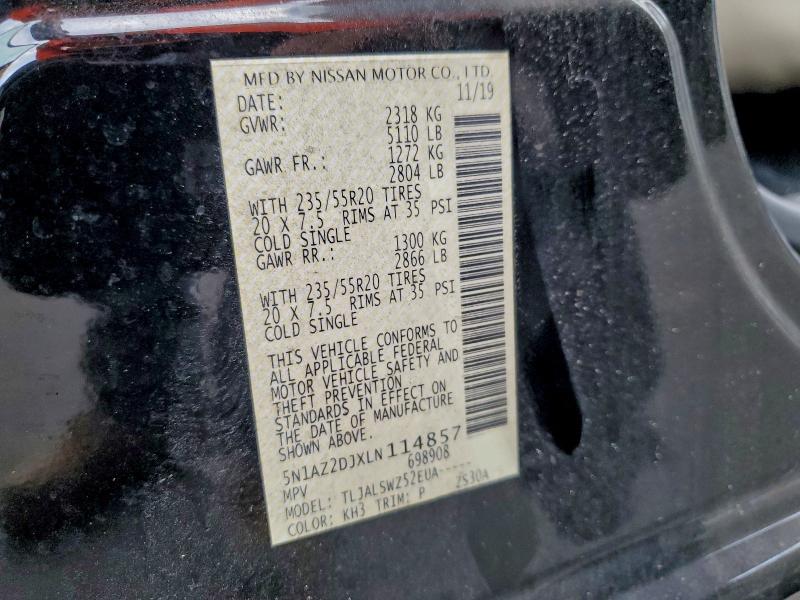 MFD BY NISSAN MOTOR CO., LTD.
DATE: 11/19
GVWR: 2318 KG
5110 LB
GAWR FR.: 1272 KG
2804 LB
WITH 235/55R20 TIRES
20 X 7.5 RIMS AT 35 PSI
COLD SINGLE
GAWR RR.: 1300 KG
2866 LB
WITH 235/55R20 TIRES
20 X 7.5 RIMS AT 35 PSI
COLD SINGLE
THIS VEHICLE CONFORMS TO
ALL APPLICABLE FEDERAL
MOTOR VEHICLE SAFETY AND
THEFT PREVENTION
STANDARDS IN EFFECT ON
THE DATE OF MANUFACTURE
SHOWN ABOVE.
5N1AZ2DJXLN114857
MPV 698908
MODEL: TLJALSWZ52EUA-----
COLOR: KH3 TRIM: P ZS30A